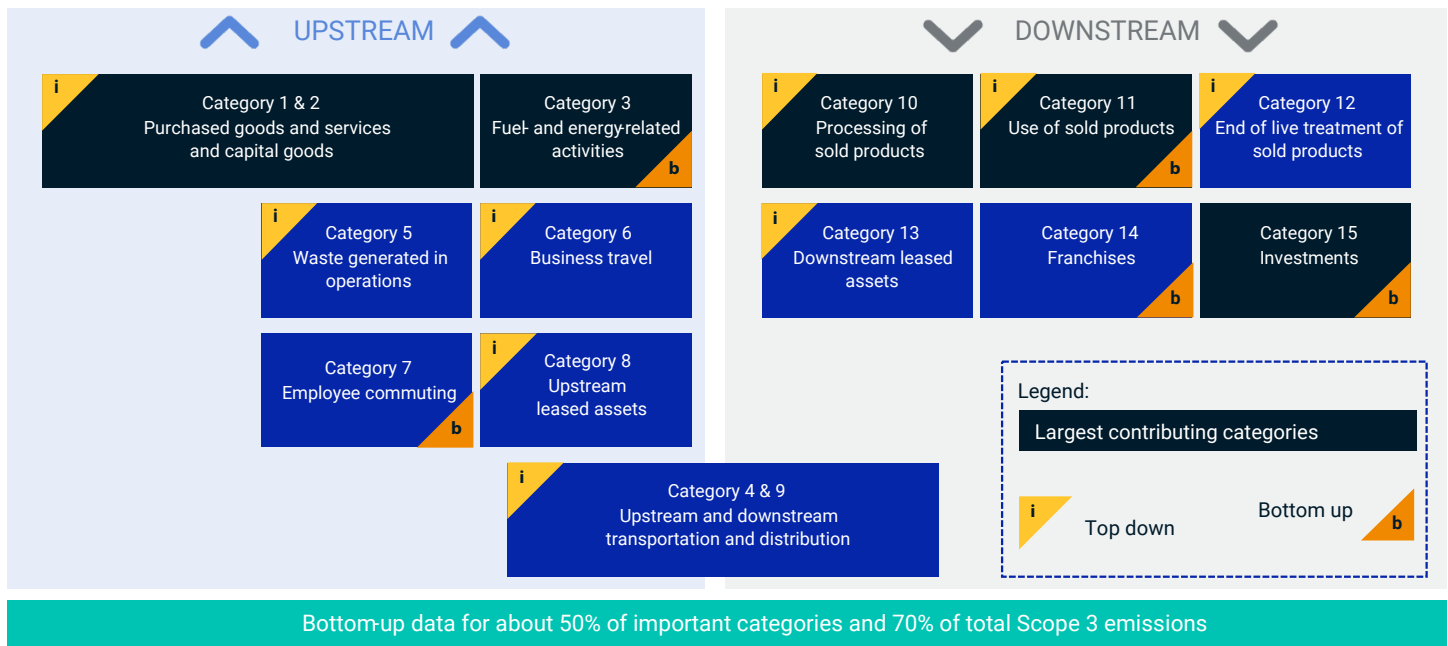 UPSTREAM
i
Category 1 & 2
Purchased goods and services
and capital goods
Category 3
Fuel- and energy-related
activities
b
i
Category 5
Waste generated in
operations
i
Category 6
Business travel
Category 7
Employee commuting
b
i
Category 8
Upstream
leased assets
i
Category 4 & 9
Upstream and downstream
transportation and distribution
DOWNSTREAM
i
Category 10
Processing of
sold products
i
Category 11
Use of sold products
b
i
Category 12
End of live treatment of
sold products
i
Category 13
Downstream leased
assets
Category 14
Franchises
b
Category 15
Investments
b
Legend:
Largest contributing categories
i
Top down
Bottom up
b
Bottom-up data for about 50% of important categories and 70% of total Scope 3 emissions